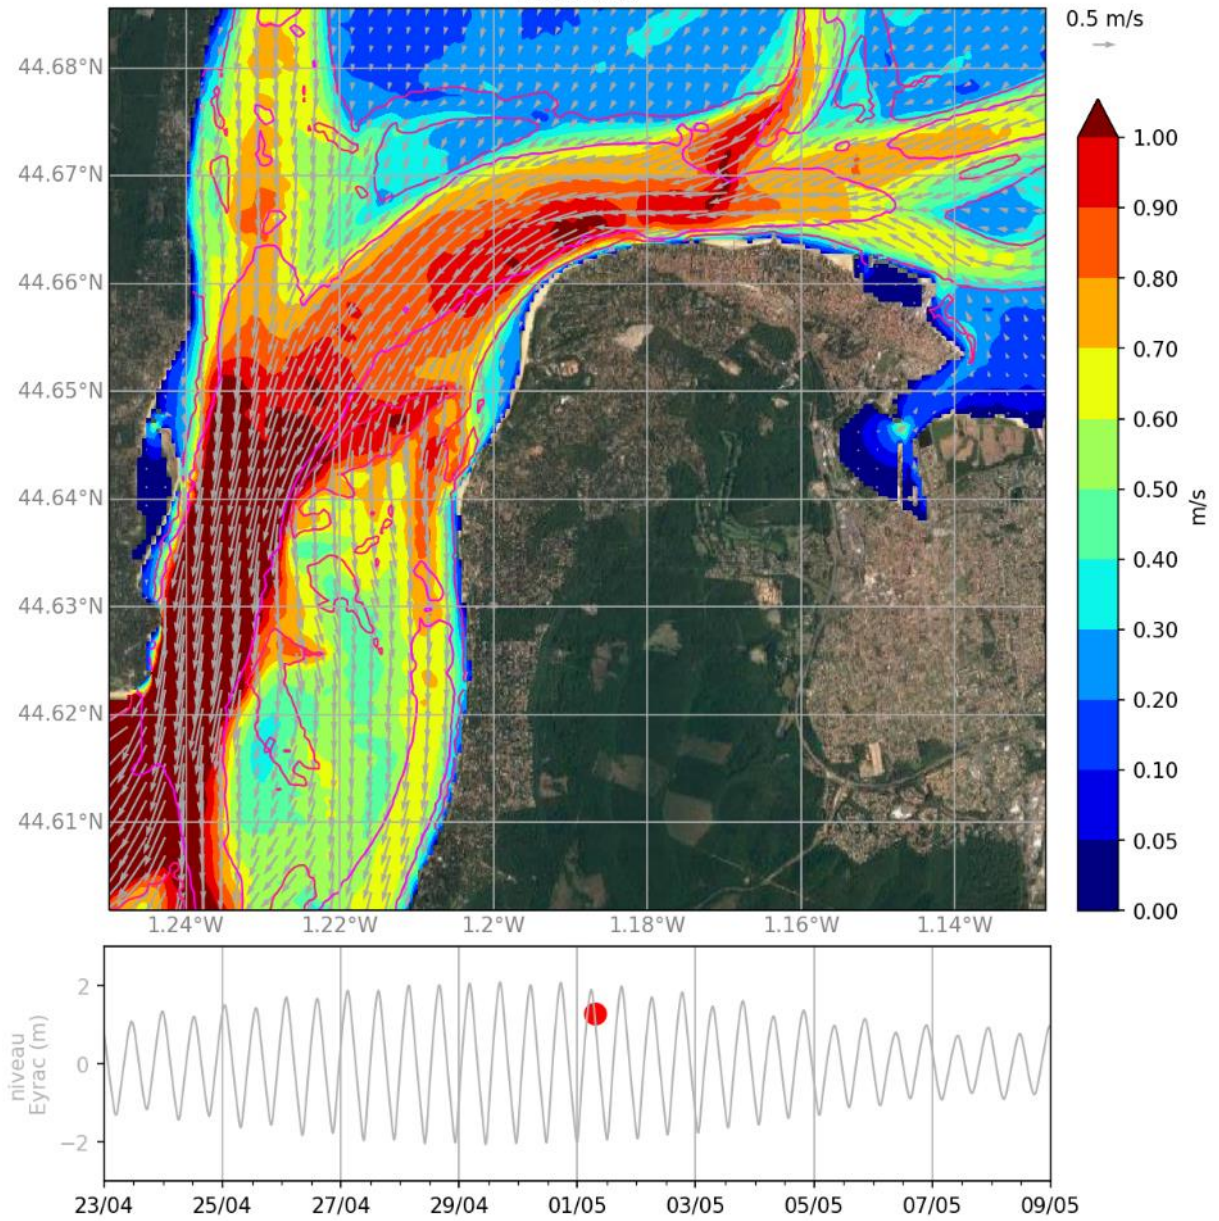 0.5 m/s
44.68°N
44.67°N
44.66°N
44.65°N
44.64°N
44.63°N
44.62°N
44.61°N
1.24°W
1.22°W
1.2°W
1.18°W
1.16°W
1.14°W
1.00
0.90
0.80
0.70
0.60
0.50
0.40
0.30
0.20
0.10
0.05
0.00
m/s
niveau
Eyrac (m)
2
0
−2
23/04
25/04
27/04
29/04
01/05
03/05
05/05
07/05
09/05